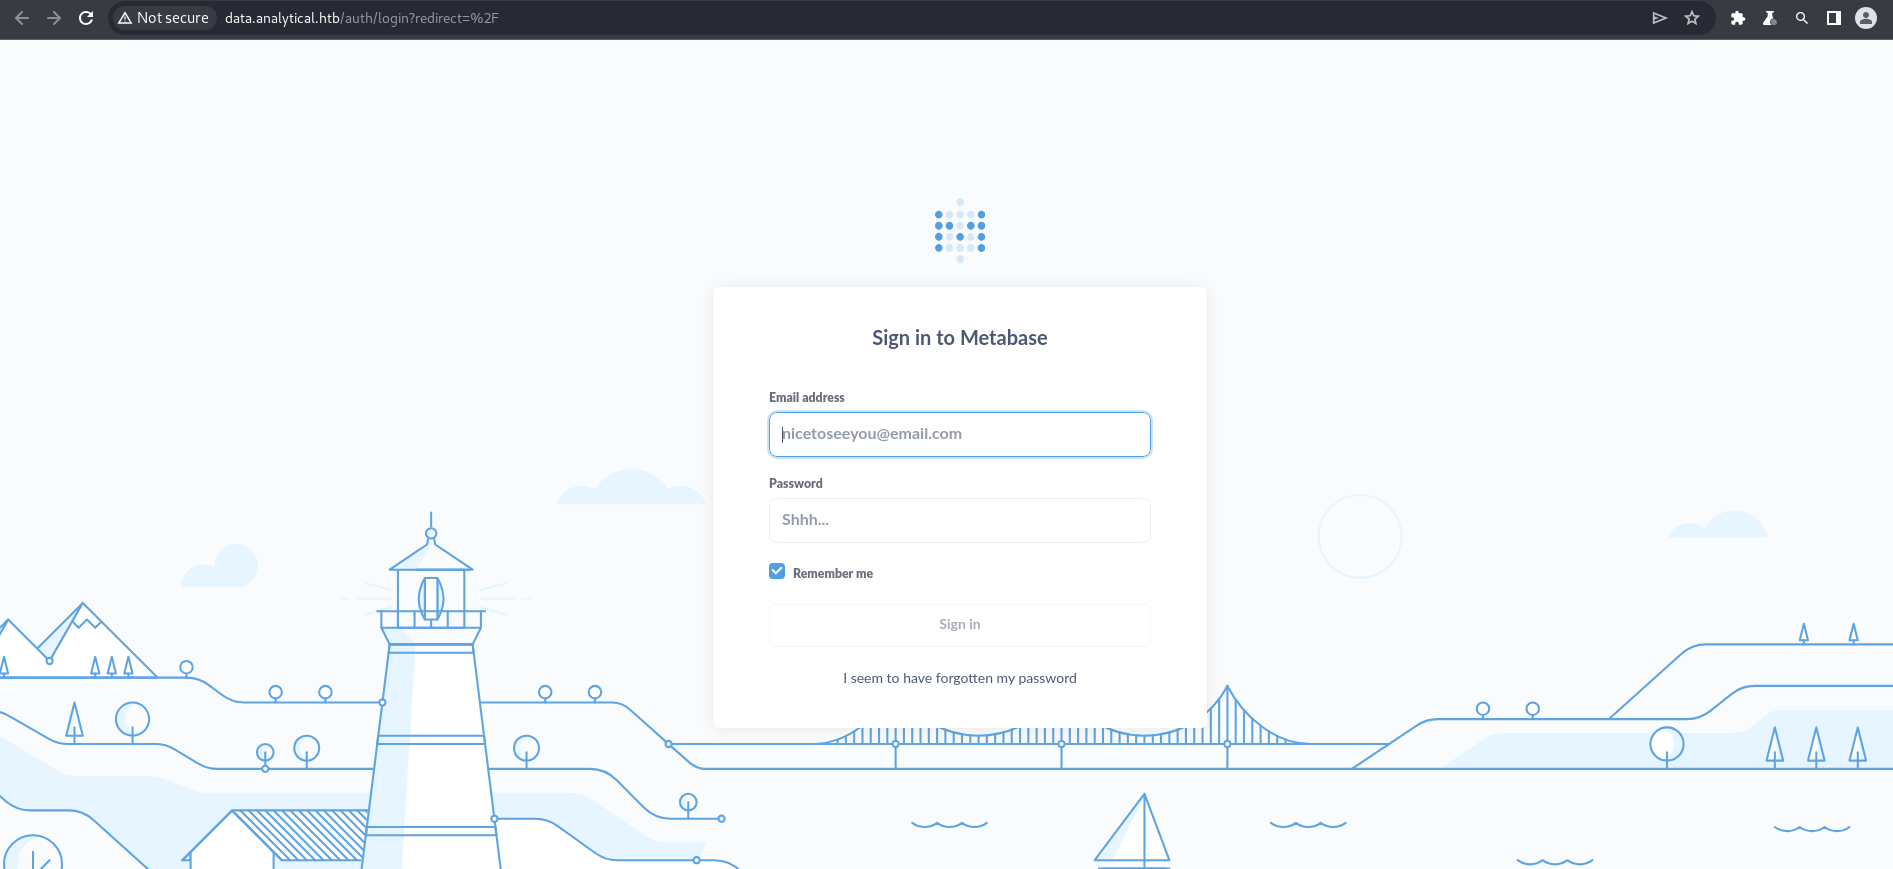 Not secure data.analytical.htb/auth/login?redirect=%2F
Sign in to Metabase
Email address
nicetoseeyou@email.com
Password
Shhh...
Remember me
Sign in
I seem to have forgotten my password